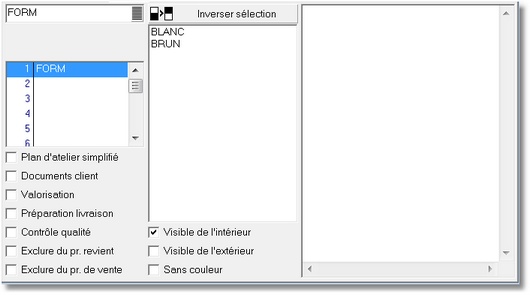 FORM
Inverser sélection
BLANC
BRUN
1 FORM
2
3
4
5
6
Plan d'atelier simplifié
Documents client
Valorisation
Préparation livraison
Contrôle qualité
Exclure du pr. revient
Exclure du pr. de vente
Visible de l'intérieur
Visible de l'extérieur
Sans couleur